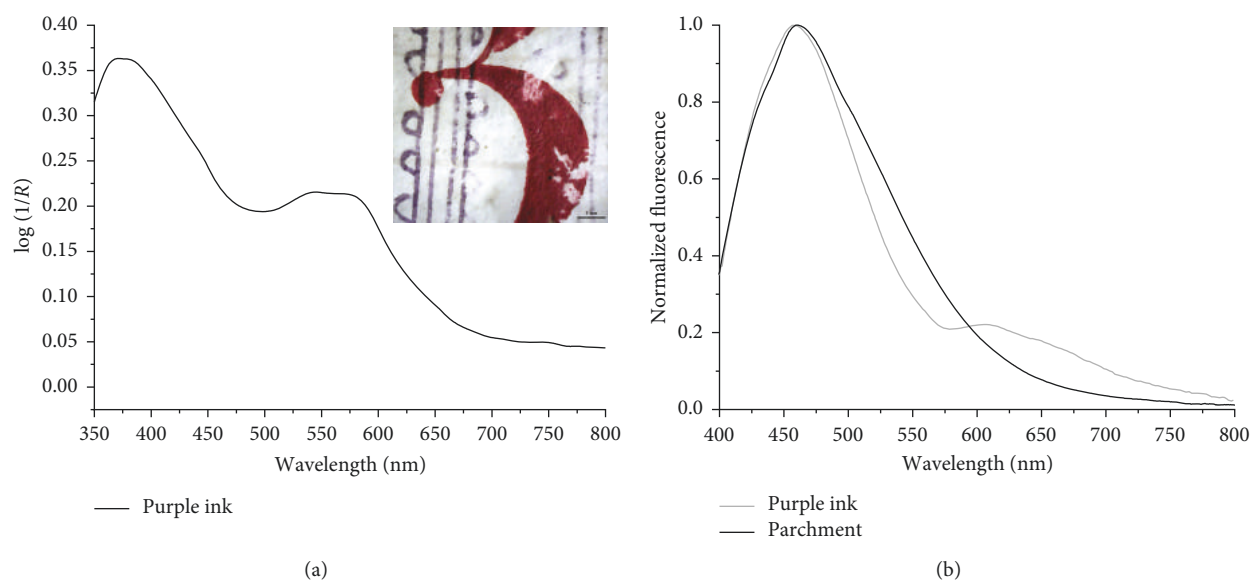 0.40
0.35
0.30
0.25
0.20
0.15
0.10
0.05
0.00
log (1/R)
350 400 450 500 550 600 650 700 750 800
Wavelength (nm)
Purple ink
(a)
1.0
0.8
0.6
0.4
0.2
0.0
Normalized fluorescence
400 450 500 550 600 650 700 750 800
Wavelength (nm)
Purple ink
Parchment
(b)